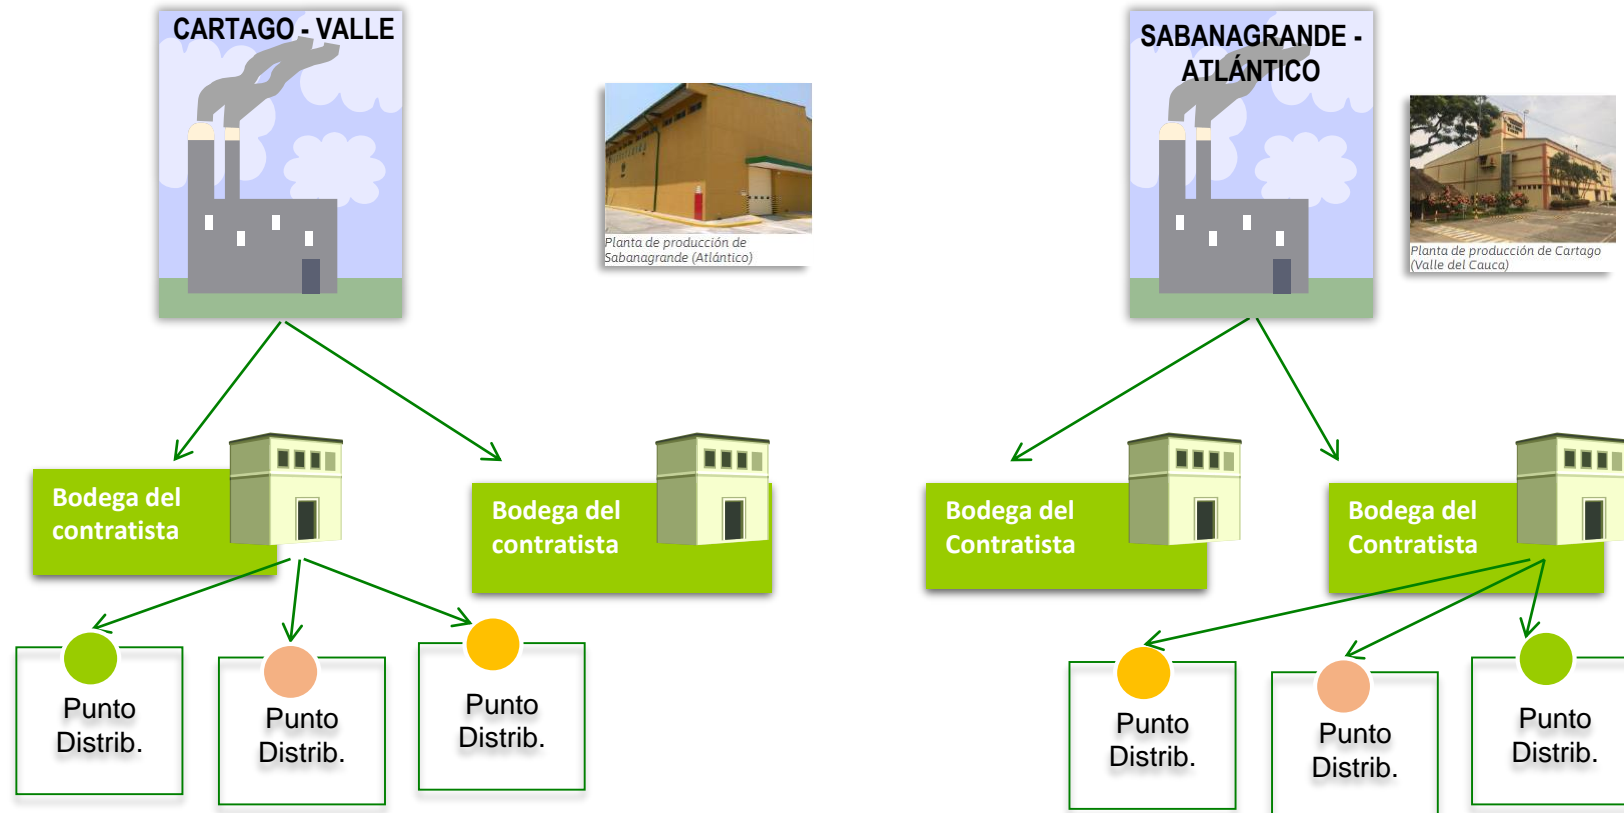 CARTAGO - VALLE
SABANAGRANDE -
ATLÁNTICO
Planta de producción de
Sabanagrande (Atlántico)
Planta de producción de Cartago
(Valle del Cauca)
Bodega del
contratista
Bodega del
contratista
Bodega del
Contratista
Bodega del
Contratista
Punto
Distrib.
Punto
Distrib.
Punto
Distrib.
Punto
Distrib.
Punto
Distrib.
Punto
Distrib.